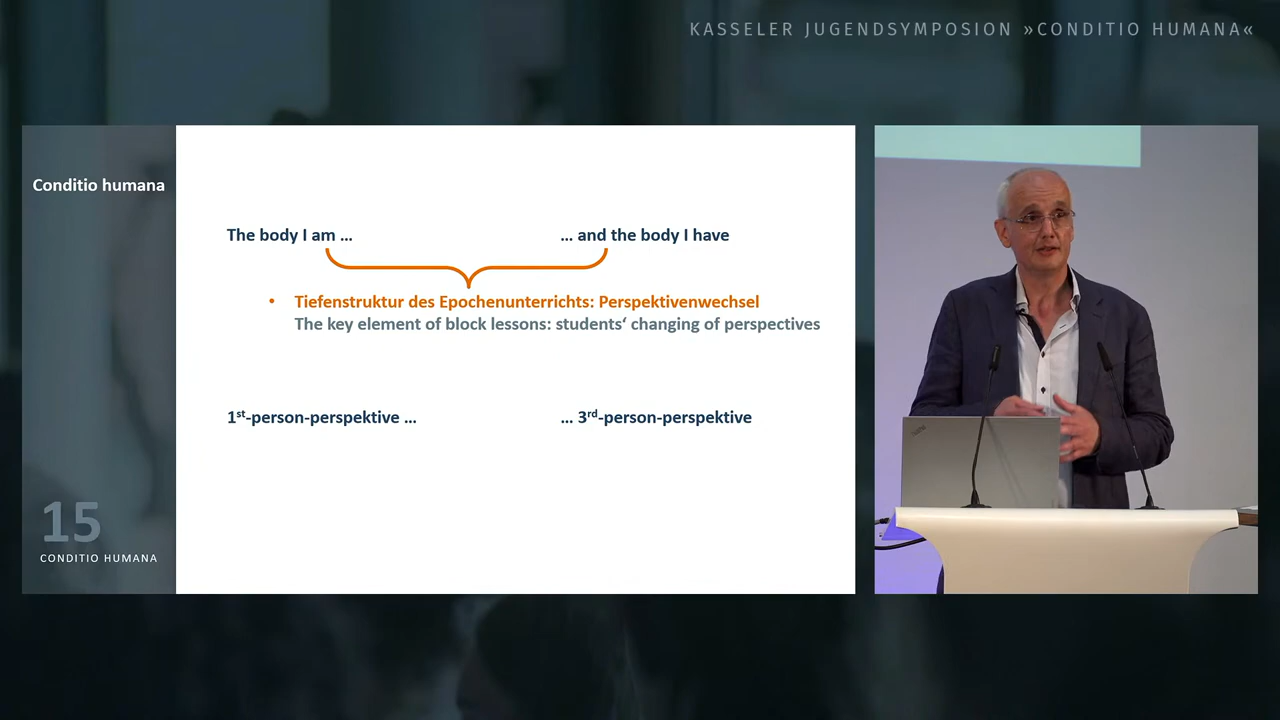 KASSELER JUGENDSYMPOSION »CONDITIO HUMANA«
Conditio humana
The body I am ...
... and the body I have
• Tiefenstruktur des Epochenunterrichts: Perspektivenwechsel
The key element of block lessons: students‘ changing of perspectives
1st-person-perspektive ...
... 3rd-person-perspektive
15
CONDITIO HUMANA